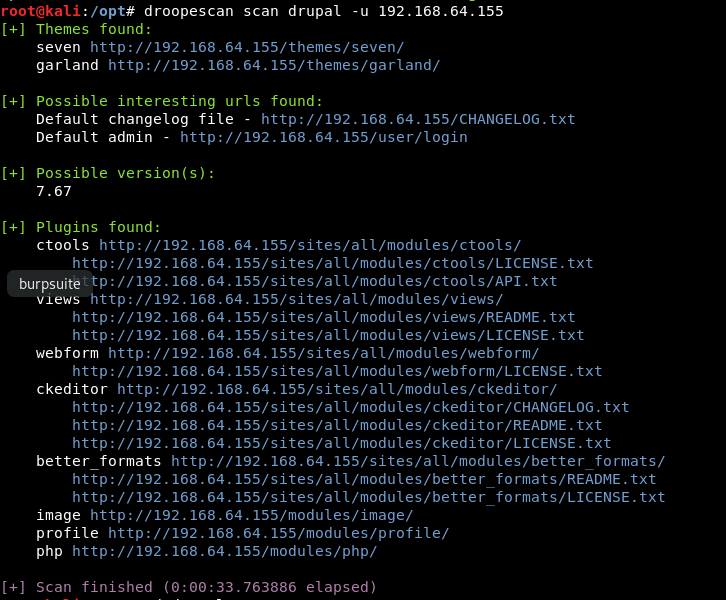 root@kali:/opt# droopescan scan drupal -u 192.168.64.155
[+] Themes found:
seven http://192.168.64.155/themes/seven/
garland http://192.168.64.155/themes/garland/
[+] Possible interesting urls found:
Default changelog file - http://192.168.64.155/CHANGELOG.txt
Default admin - http://192.168.64.155/user/login
[+] Possible version(s):
7.67
[+] Plugins found:
ctools http://192.168.64.155/sites/all/modules/ctools/
http://192.168.64.155/sites/all/modules/ctools/LICENSE.txt
burpsuite
tp://192.168.64.155/sites/all/modules/ctools/API.txt
views http://192.168.64.155/sites/all/modules/views/
http://192.168.64.155/sites/all/modules/views/README.txt
http://192.168.64.155/sites/all/modules/views/LICENSE.txt
webform http://192.168.64.155/sites/all/modules/webform/
http://192.168.64.155/sites/all/modules/webform/LICENSE.txt
ckeditor http://192.168.64.155/sites/all/modules/ckeditor/
http://192.168.64.155/sites/all/modules/ckeditor/CHANGELOG.txt
http://192.168.64.155/sites/all/modules/ckeditor/README.txt
http://192.168.64.155/sites/all/modules/ckeditor/LICENSE.txt
better_formats http://192.168.64.155/sites/all/modules/better_formats/
http://192.168.64.155/sites/all/modules/better_formats/README.txt
http://192.168.64.155/sites/all/modules/better_formats/LICENSE.txt
image http://192.168.64.155/modules/image/
profile http://192.168.64.155/modules/profile/
php http://192.168.64.155/modules/php/
[+] Scan finished (0:00:33.763886 elapsed)